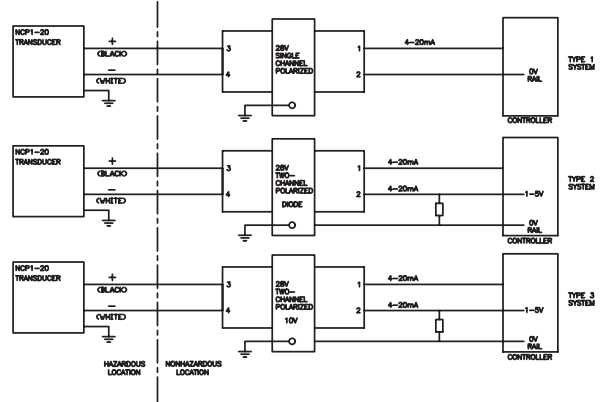 NCP1-20
TRANSDUCER
+
(BLACK)
−
(WHITE)
3
4
28V
SINGLE
CHANNEL
POLARIZED
1
2
4-20mA
0V
RAIL
CONTROLLER
TYPE 1
SYSTEM
NCP1-20
TRANSDUCER
+
(BLACK)
−
(WHITE)
3
4
28V
TWO-
CHANNEL
POLARIZED
DIODE
1
2
4-20mA
4-20mA
1-5V
0V
RAIL
CONTROLLER
TYPE 2
SYSTEM
NCP1-20
TRANSDUCER
+
(BLACK)
−
(WHITE)
3
4
28V
TWO-
CHANNEL
POLARIZED
10V
1
2
4-20mA
4-20mA
1-5V
0V
RAIL
CONTROLLER
TYPE 3
SYSTEM
HAZARDOUS
LOCATION
NONHAZARDOUS
LOCATION